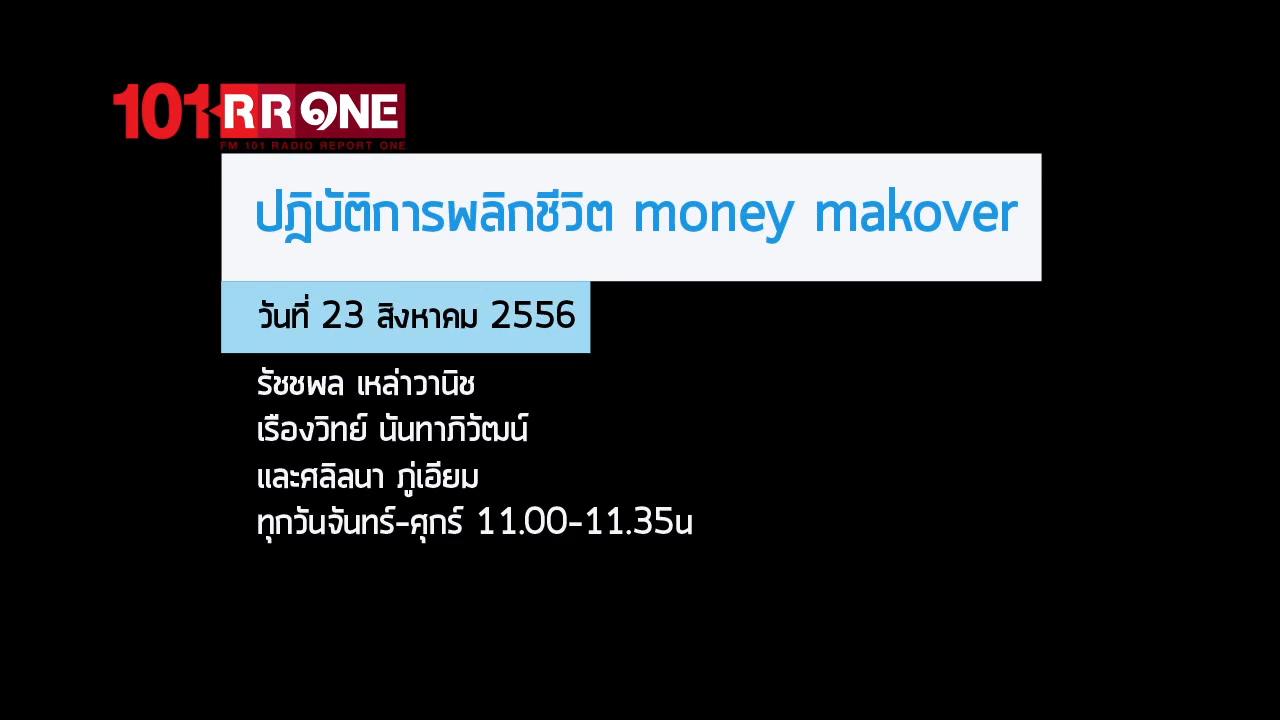 101 RR ONE
FM 101 RADIO REPORT ONE
ปฎิบัติการพลิกชีวิต money makover
วันที่ 23 สิงหาคม 2556
รัชชพล เหล่าวานิช
เรืองวิทย์ นันทาภิวัฒน์
และศลิลนา ภู่เอี่ยม
ทุกวันจันทร์-ศุกร์ 11.00-11.35น